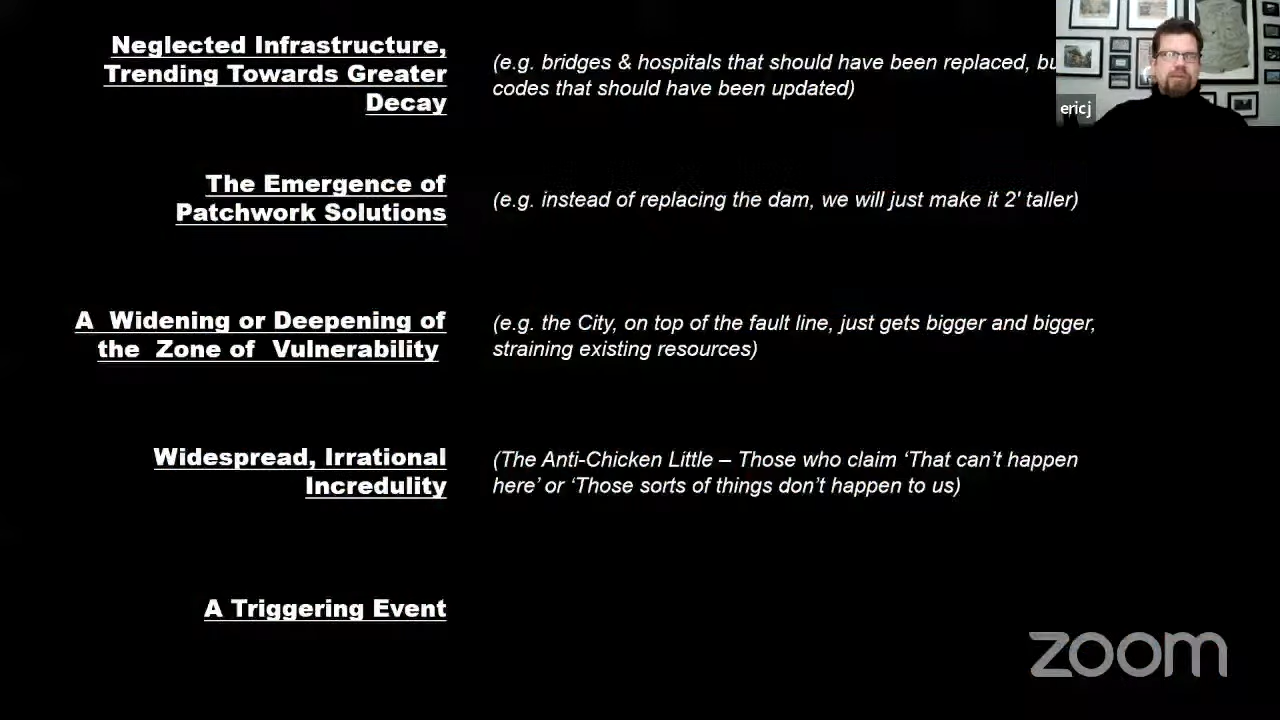 Neglected Infrastructure,
Trending Towards Greater
Decay
(e.g. bridges & hospitals that should have been replaced,
codes that should have been updated)
ericj
The Emergence of
Patchwork Solutions
(e.g. instead of replacing the dam, we will just make it 2' taller)
A Widening or Deepening of
the Zone of Vulnerability
(e.g. the City, on top of the fault line, just gets bigger and bigger,
straining existing resources)
Widespread, Irrational
Incredulity
(The Anti-Chicken Little – Those who claim ‘That can’t happen
here’ or ‘Those sorts of things don’t happen to us)
A Triggering Event
zoom